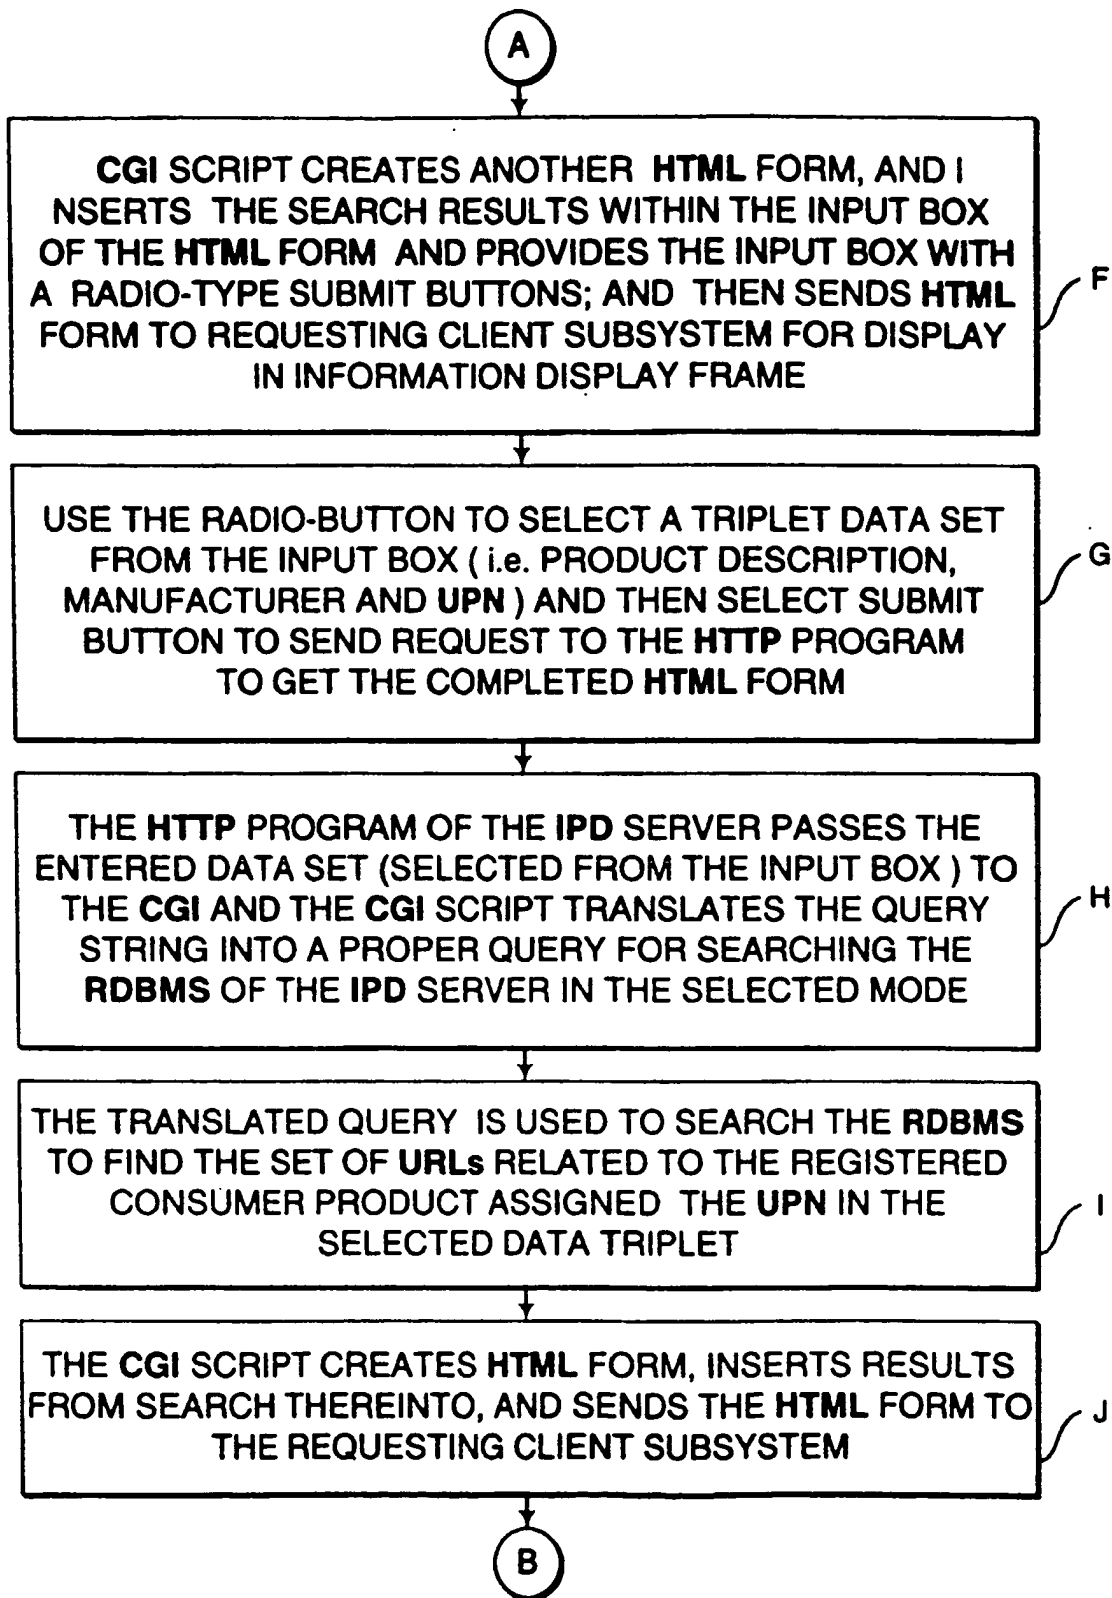 A
CGI SCRIPT CREATES ANOTHER HTML FORM, AND I
NSERTS THE SEARCH RESULTS WITHIN THE INPUT BOX
OF THE HTML FORM AND PROVIDES THE INPUT BOX WITH
A RADIO-TYPE SUBMIT BUTTONS; AND THEN SENDS HTML
FORM TO REQUESTING CLIENT SUBSYSTEM FOR DISPLAY
IN INFORMATION DISPLAY FRAME
F
USE THE RADIO-BUTTON TO SELECT A TRIPLET DATA SET
FROM THE INPUT BOX ( i.e. PRODUCT DESCRIPTION,
MANUFACTURER AND UPN ) AND THEN SELECT SUBMIT
BUTTON TO SEND REQUEST TO THE HTTP PROGRAM
TO GET THE COMPLETED HTML FORM
G
THE HTTP PROGRAM OF THE IPD SERVER PASSES THE
ENTERED DATA SET (SELECTED FROM THE INPUT BOX ) TO
THE CGI AND THE CGI SCRIPT TRANSLATES THE QUERY
STRING INTO A PROPER QUERY FOR SEARCHING THE
RDBMS OF THE IPD SERVER IN THE SELECTED MODE
H
THE TRANSLATED QUERY IS USED TO SEARCH THE RDBMS
TO FIND THE SET OF URLs RELATED TO THE REGISTERED
CONSUMER PRODUCT ASSIGNED THE UPN IN THE
SELECTED DATA TRIPLET
I
THE CGI SCRIPT CREATES HTML FORM, INSERTS RESULTS
FROM SEARCH THEREINTO, AND SENDS THE HTML FORM TO
THE REQUESTING CLIENT SUBSYSTEM
J
B